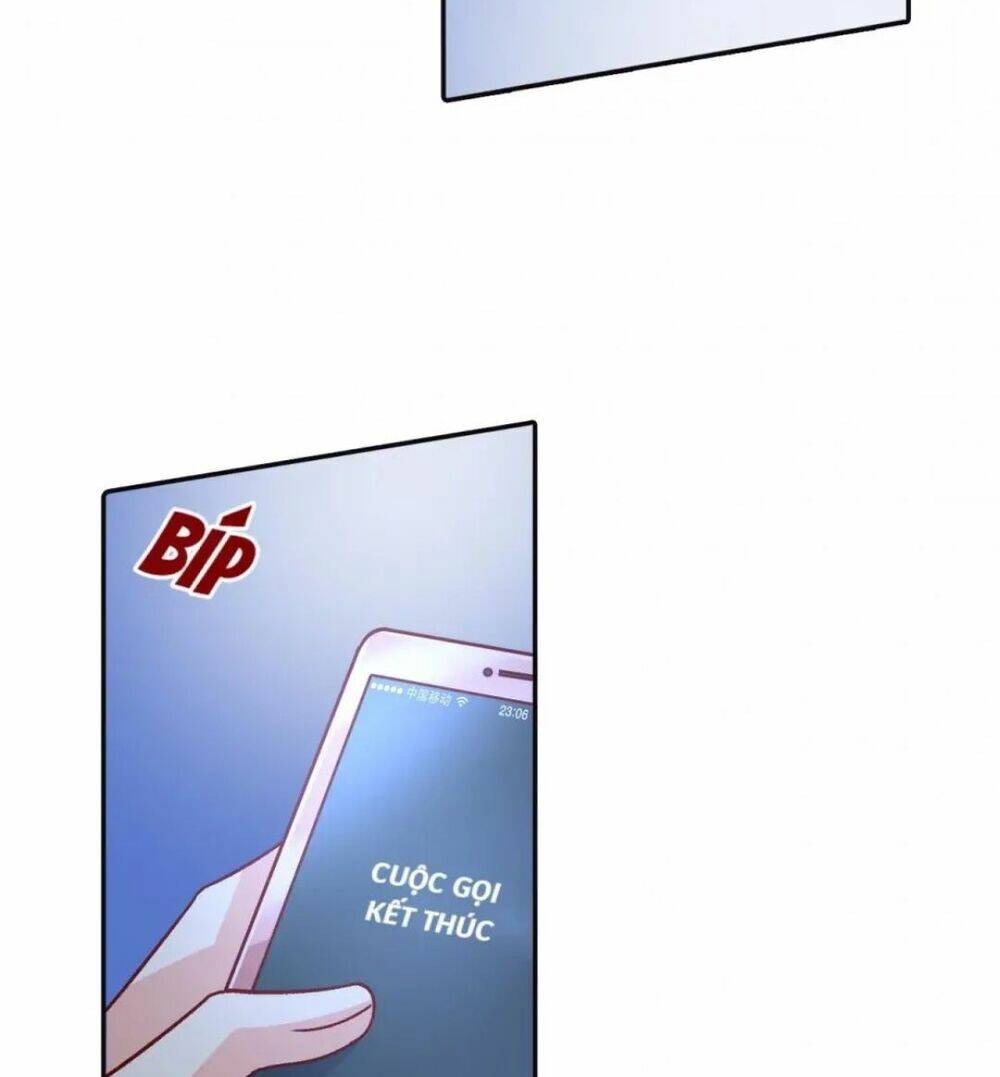 BÍP
中国移动
23:06
CUỘC GỌI
KẾT THÚC